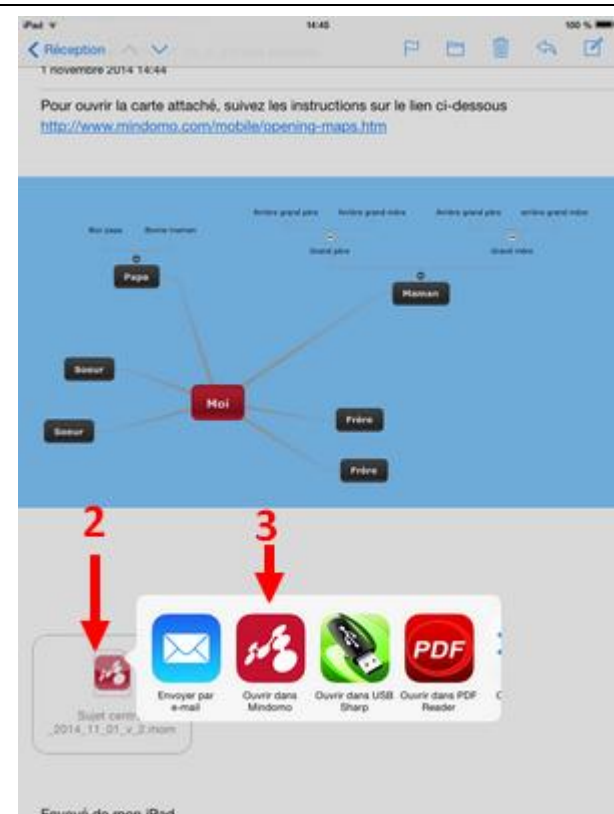 iPad
14:45
100 %
Réception
1 novembre 2014 14:44
Pour ouvrir la carte attaché, suivez les instructions sur le lien ci-dessous
http://www.mindomo.com/mobile/opening-maps.htm
Arrière grand père Arrière grand mère Arrière grand père arrière grand mère
Bon papa Bonne maman
Grand père Grand mère
Papa
Maman
Soeur
Moi
Soeur
Frère
Frère
2
3
PDF
Envoyer par e-mail
Ouvrir dans Mindomo
Ouvrir dans USB Sharp
Ouvrir dans PDF Reader
Sujet
_2014_11_01_v_2.mom
Envoyé de mon iPad